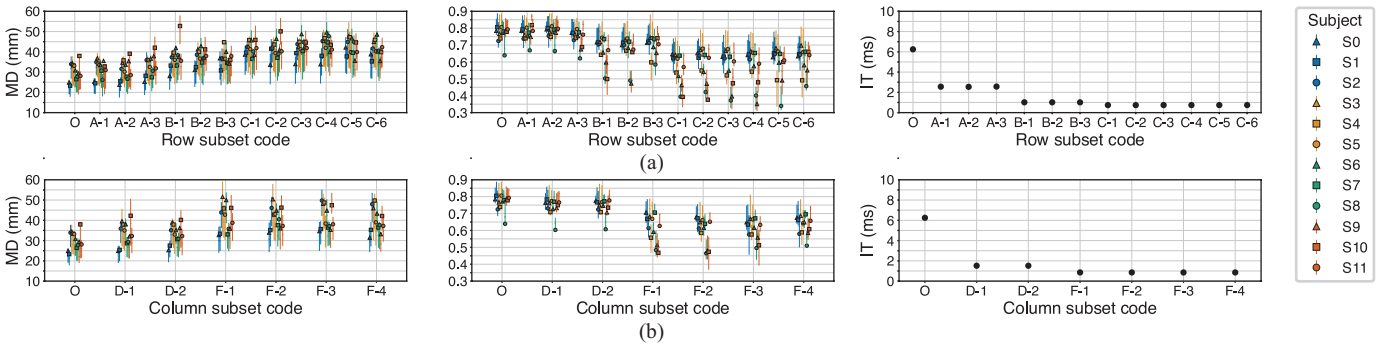 MD (mm)
60
50
40
30
20
10
O A-1 A-2 A-3 B-1 B-2 B-3 C-1 C-2 C-3 C-4 C-5 C-6
Row subset code
0.9
0.8
0.7
0.6
0.5
0.4
0.3
O A-1 A-2 A-3 B-1 B-2 B-3 C-1 C-2 C-3 C-4 C-5 C-6
Row subset code
IT (ms)
10
8
6
4
2
0
O A-1 A-2 A-3 B-1 B-2 B-3 C-1 C-2 C-3 C-4 C-5 C-6
Row subset code
(a)
MD (mm)
60
50
40
30
20
10
O D-1 D-2 F-1 F-2 F-3 F-4
Column subset code
0.9
0.8
0.7
0.6
0.5
0.4
0.3
O D-1 D-2 F-1 F-2 F-3 F-4
Column subset code
IT (ms)
10
8
6
4
2
0
O D-1 D-2 F-1 F-2 F-3 F-4
Column subset code
(b)
Subject
S0
S1
S2
S3
S4
S5
S6
S7
S8
S9
S10
S11